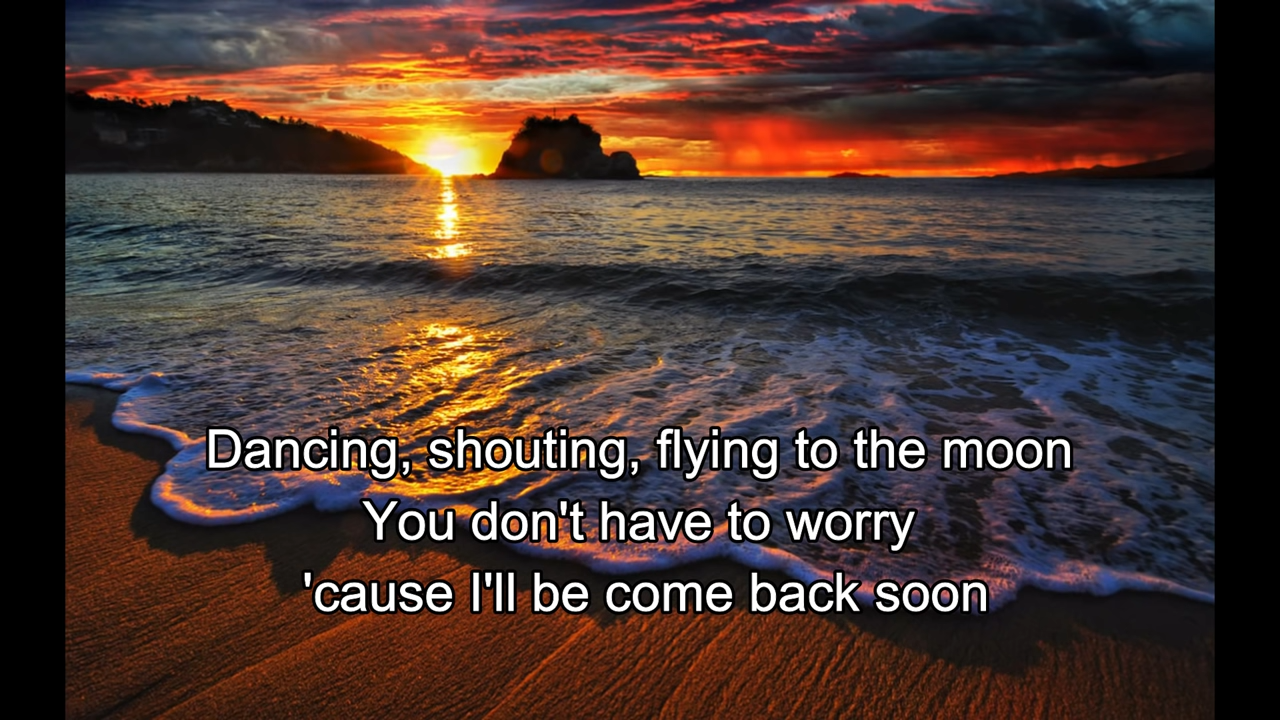 Dancing, shouting, flying to the moon
You don't have to worry
'cause I'll be come back soon